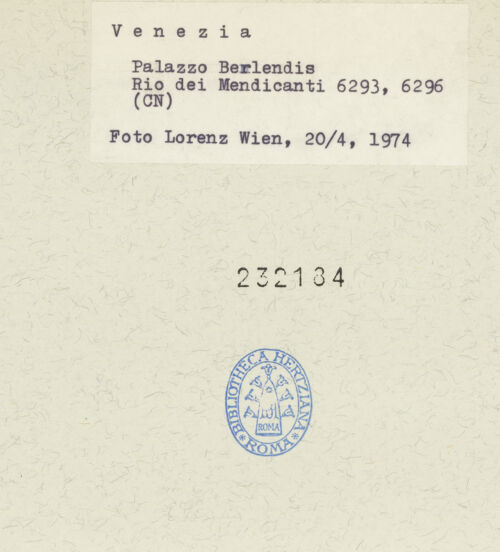 Venezia
Palazzo Berlendis
Rio dei Mendicanti 6293, 6296
(CN)
Foto Lorenz Wien, 20/4, 1974
232184
BIBLIOTHECA HERTZIANA
ROMA
* ROMA *